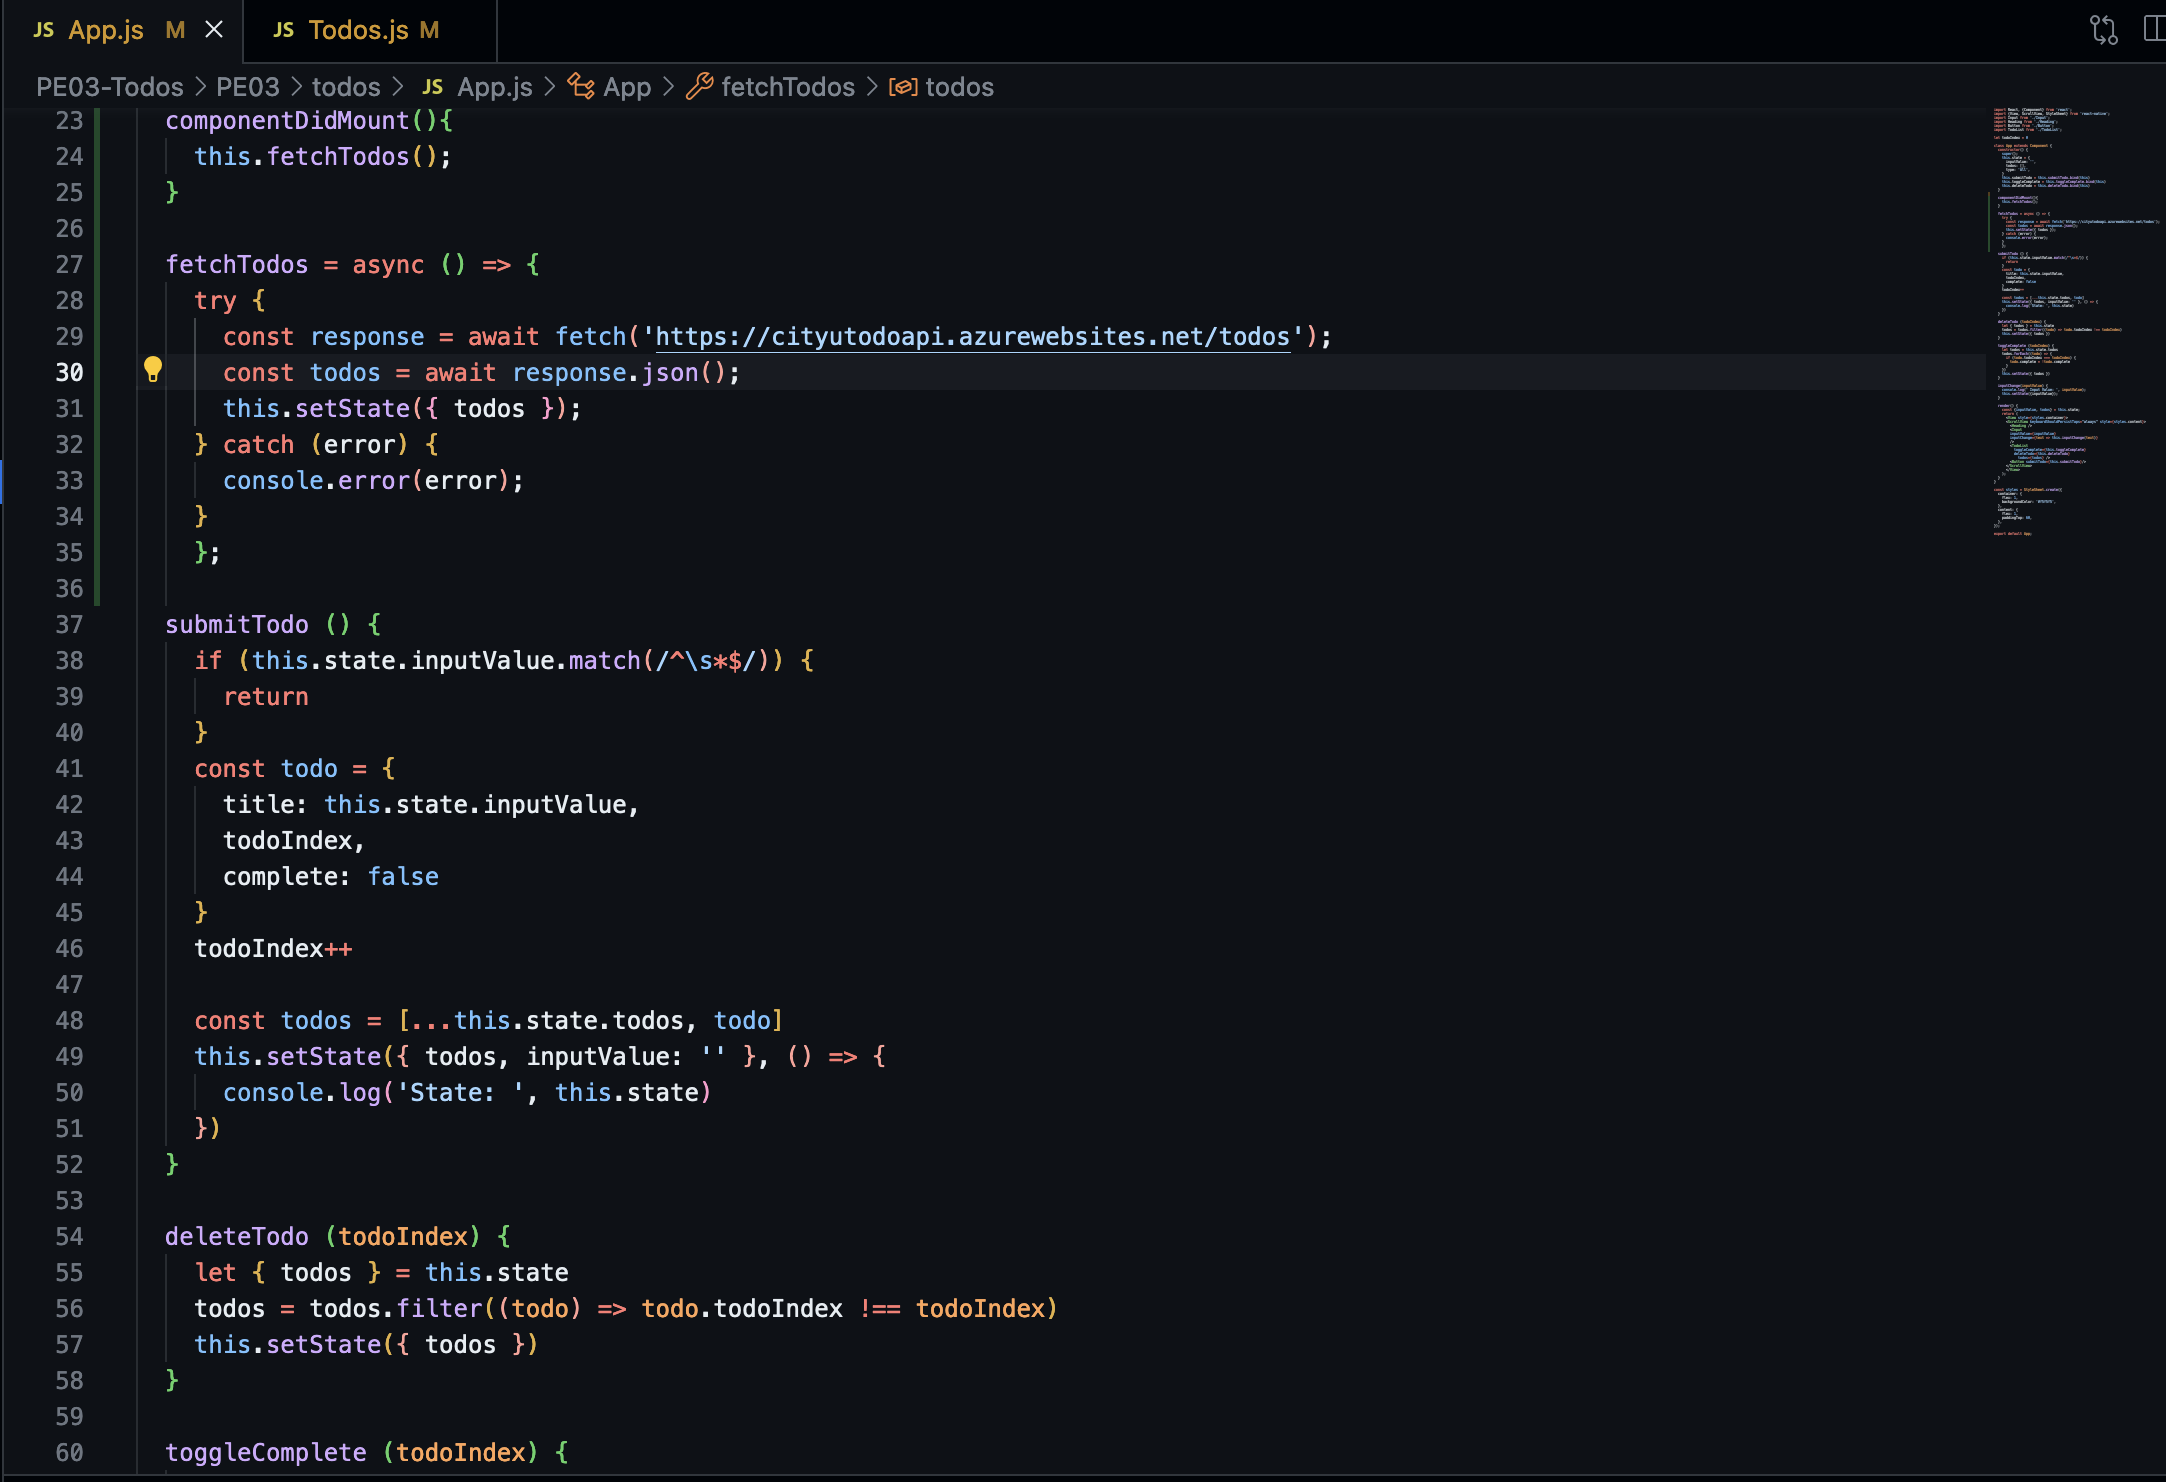 JS App.js M
JS Todos.js M
PE03-Todos > PE03 > todos > JS App.js > App > fetchTodos > todos
23 componentDidMount(){
24 this.fetchTodos();
25 }
26
27 fetchTodos = async () => {
28 try {
29 const response = await fetch('https://cityutodoapi.azurewebsites.net/todos');
30 const todos = await response.json();
31 this.setState({ todos });
32 } catch (error) {
33 console.error(error);
34 }
35 };
36
37 submitTodo () {
38 if (this.state.inputValue.match(/^\s*$/)) {
39 return
40 }
41 const todo = {
42 title: this.state.inputValue,
43 todoIndex,
44 complete: false
45 }
46 todoIndex++
47
48 const todos = [...this.state.todos, todo]
49 this.setState({ todos, inputValue: '' }, () => {
50 console.log('State: ', this.state)
51 })
52 }
53
54 deleteTodo (todoIndex) {
55 let { todos } = this.state
56 todos = todos.filter((todo) => todo.todoIndex !== todoIndex)
57 this.setState({ todos })
58 }
59
60 toggleComplete (todoIndex) {